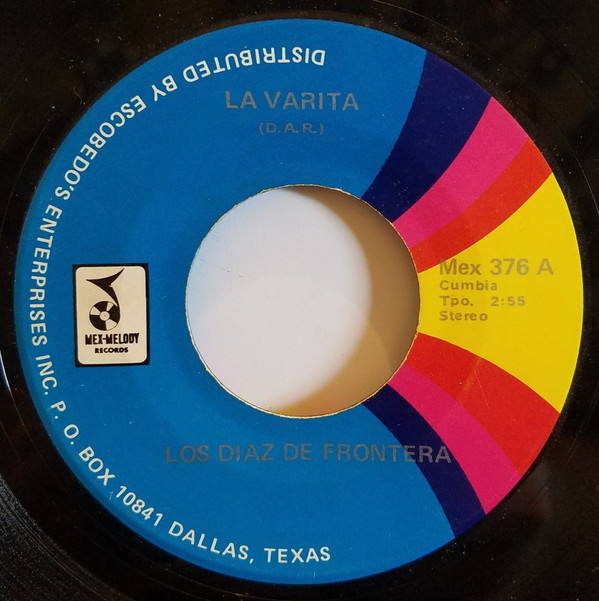 DISTRIBUTED BY ESCOBEDO'S ENTERPRISES INC. P. O. BOX 10841 DALLAS, TEXAS
LA VARITA
(D.A.R.)
Mex 376 A
Cumbia
Tpo. 2:55
Stereo
MEX-MELODY
RECORDS
LOS DIAZ DE FRONTERA